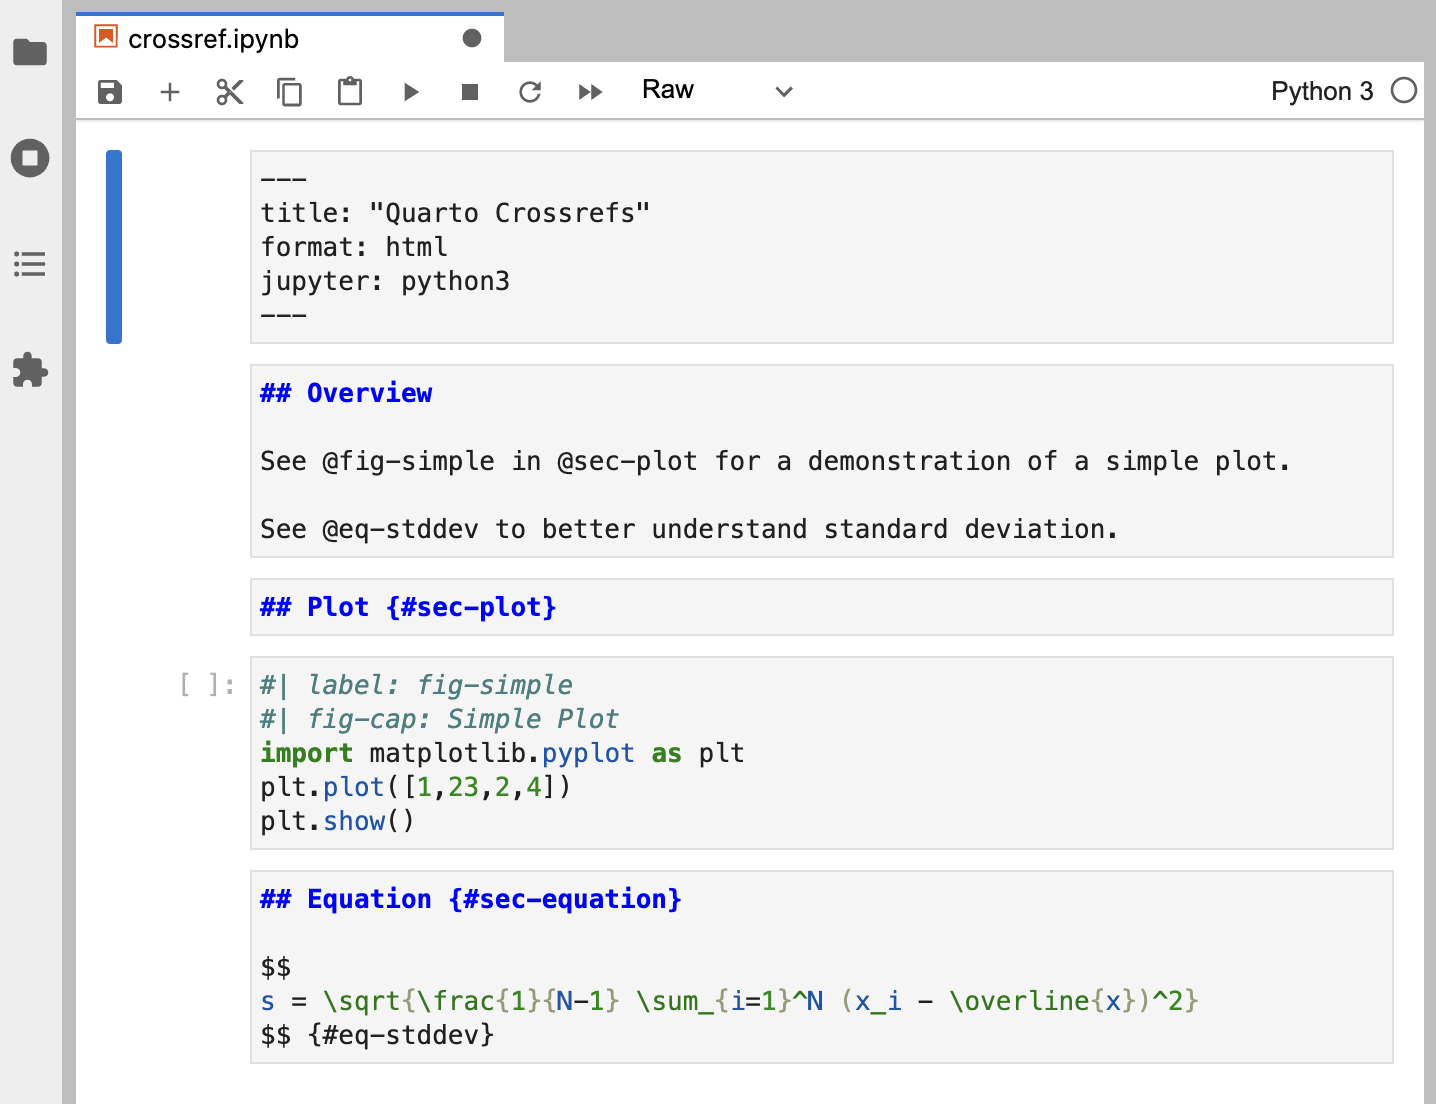 crossref.ipynb
Raw
Python 3
---
title: "Quarto Crossrefs"
format: html
jupyter: python3
---
## Overview
See @fig-simple in @sec-plot for a demonstration of a simple plot.
See @eq-stddev to better understand standard deviation.
## Plot {#sec-plot}
[ ]:
#| label: fig-simple
#| fig-cap: Simple Plot
import matplotlib.pyplot as plt
plt.plot([1,23,2,4])
plt.show()
## Equation {#sec-equation}
$$
s = \sqrt{\frac{1}{N-1} \sum_{i=1}^N (x_i - \overline{x})^2}
$$ {#eq-stddev}